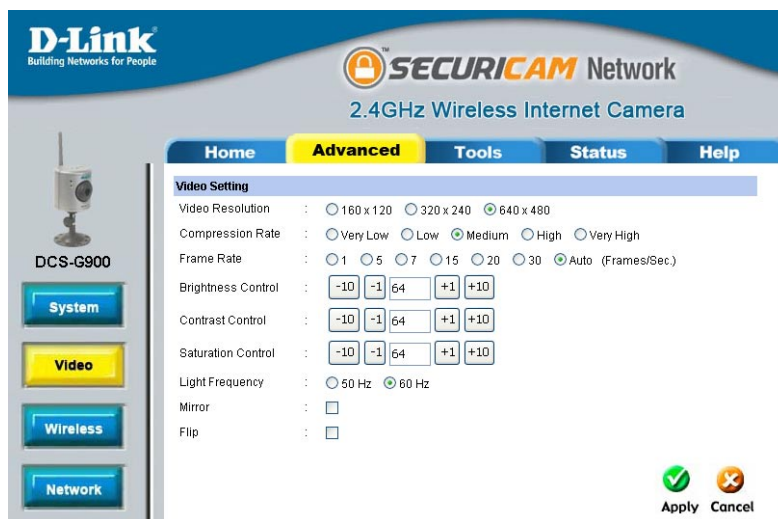 D-Link
Building Networks for People
SECURICAM Network
™
2.4GHz Wireless Internet Camera
Home Advanced Tools Status Help
DCS-G900
System
Video
Wireless
Network
Video Setting
Video Resolution : 160 x 120 320 x 240 640 x 480
Compression Rate : Very Low Low Medium High Very High
Frame Rate : 1 5 7 15 20 30 Auto (Frames/Sec.)
Brightness Control : -10 -1 64 +1 +10
Contrast Control : -10 -1 64 +1 +10
Saturation Control : -10 -1 64 +1 +10
Light Frequency : 50 Hz 60 Hz
Mirror :
Flip :
Apply Cancel